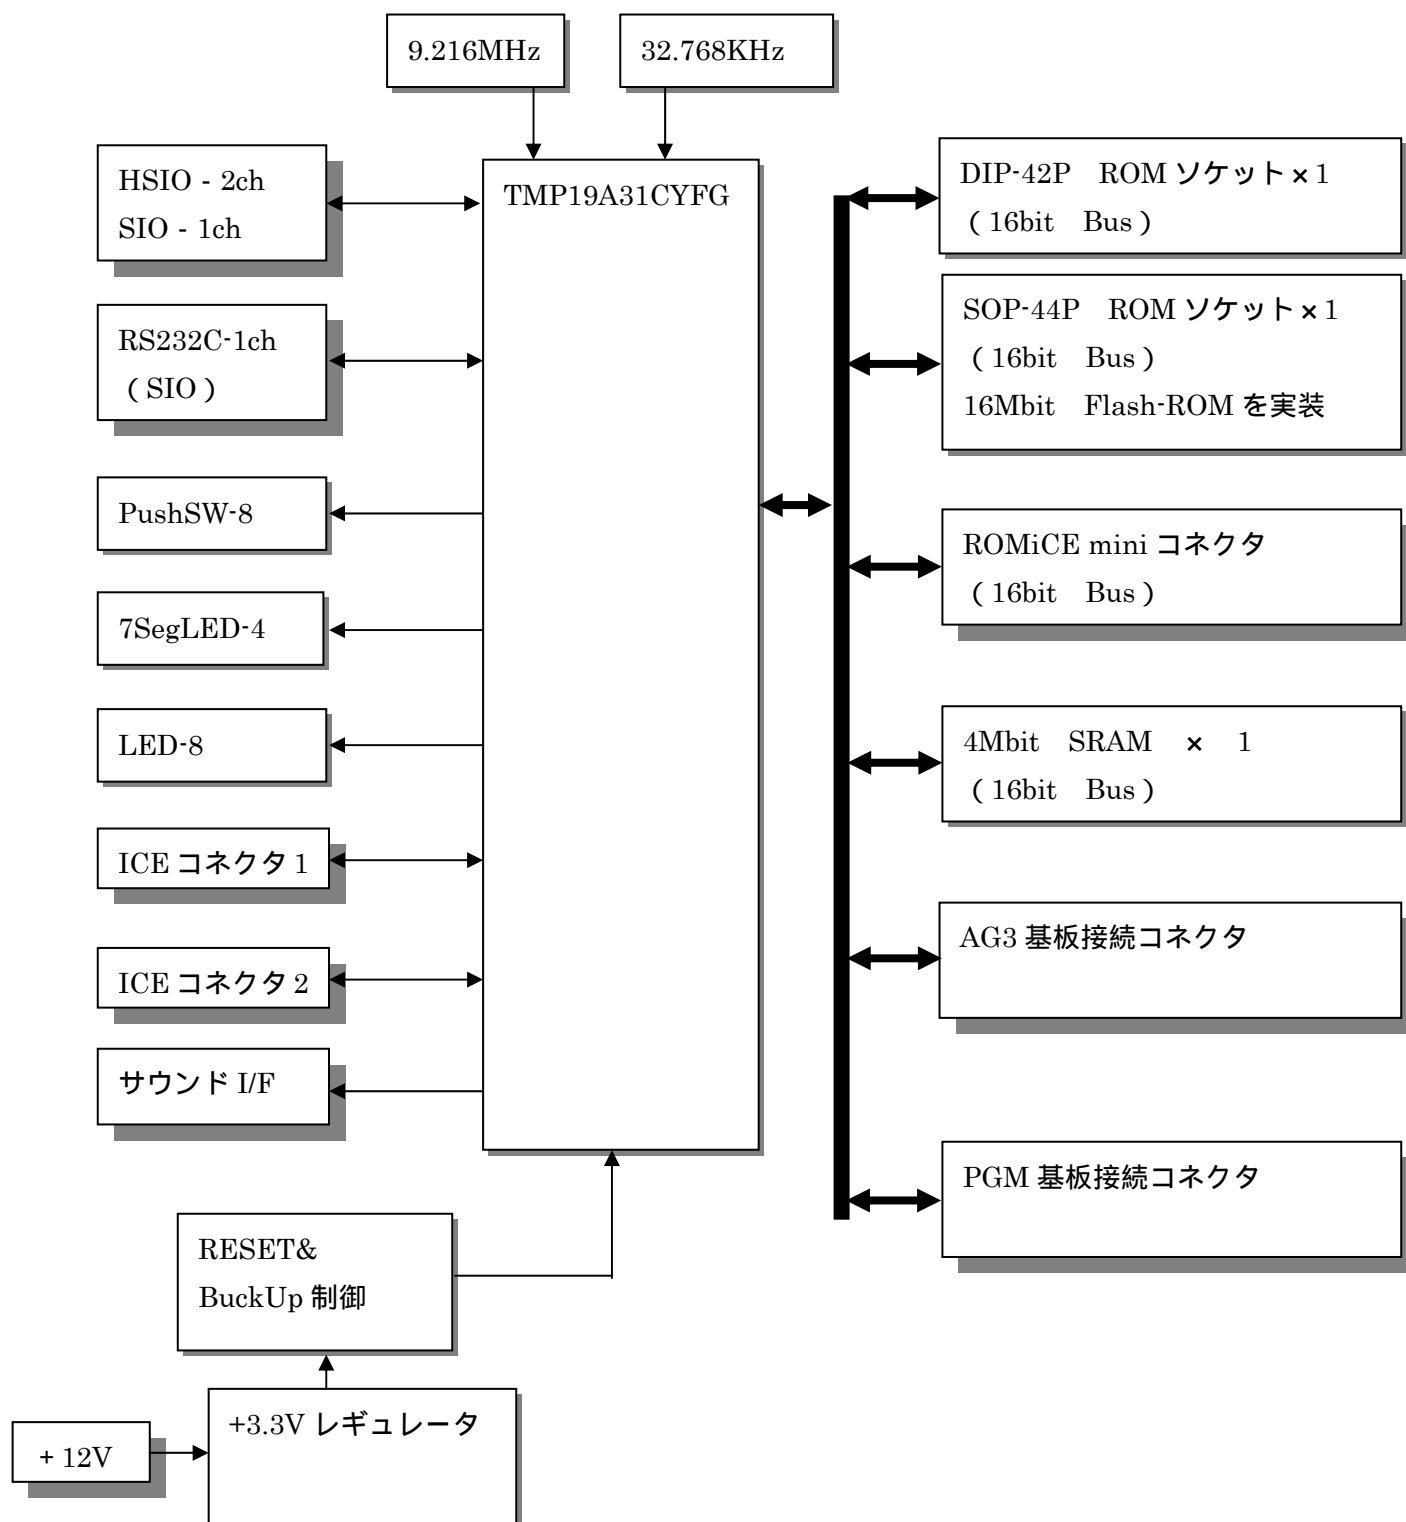 9.216MHz
32.768KHz
HSIO - 2ch
SIO - 1ch
RS232C-1ch
（SIO）
PushSW-8
7SegLED-4
LED-8
ICE コネクタ 1
ICE コネクタ 2
サウンド I/F
TMP19A31CYFG
DIP-42P　ROM ソケット×1
（16bit　Bus）
SOP-44P　ROM ソケット×1
（16bit　Bus）
16Mbit　Flash-ROM を実装
ROMiCE mini コネクタ
（16bit　Bus）
4Mbit　SRAM　×　1
（16bit　Bus）
AG3 基板接続コネクタ
PGM 基板接続コネクタ
RESET&
BuckUp 制御
+3.3V レギュレータ
+ 12V